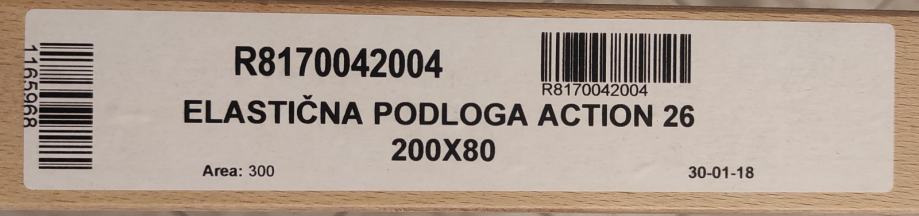 1165968
R8170042004
R8170042004
ELASTIČNA PODLOGA ACTION 26
200X80
Area: 300
30-01-18